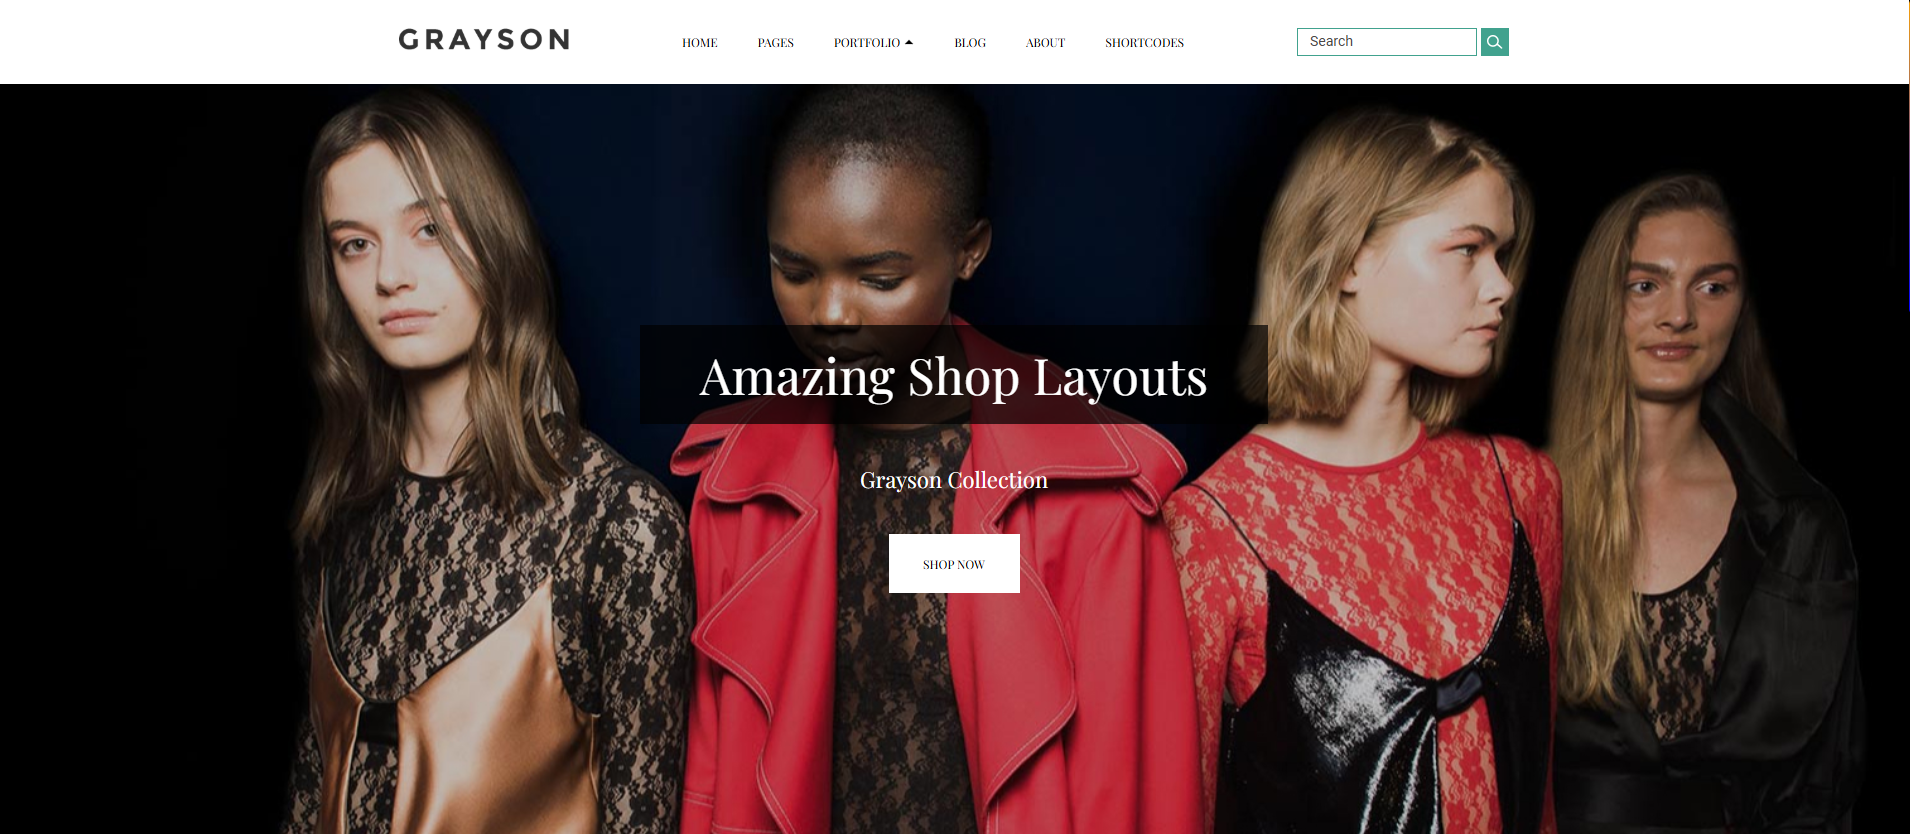 GRAYSON
HOME PAGES PORTFOLIO BLOG ABOUT SHORTCODES
Search
Amazing Shop Layouts
Grayson Collection
SHOP NOW